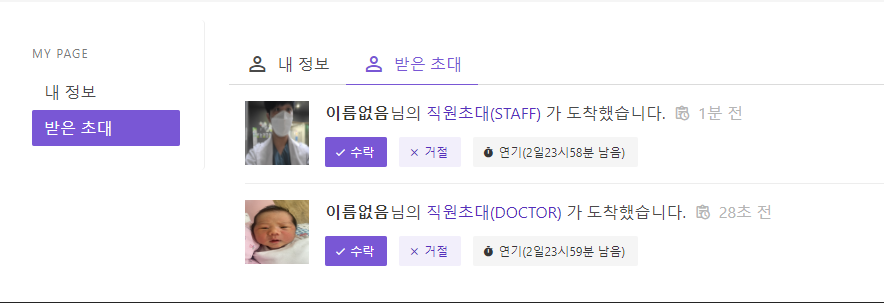 MY PAGE
내 정보
받은 초대
내 정보 받은 초대
이름없음님의 직원초대(STAFF) 가 도착했습니다. 1분 전
수락 거절 연기(2일23시58분 남음)
이름없음님의 직원초대(DOCTOR) 가 도착했습니다. 28초 전
수락 거절 연기(2일23시59분 남음)